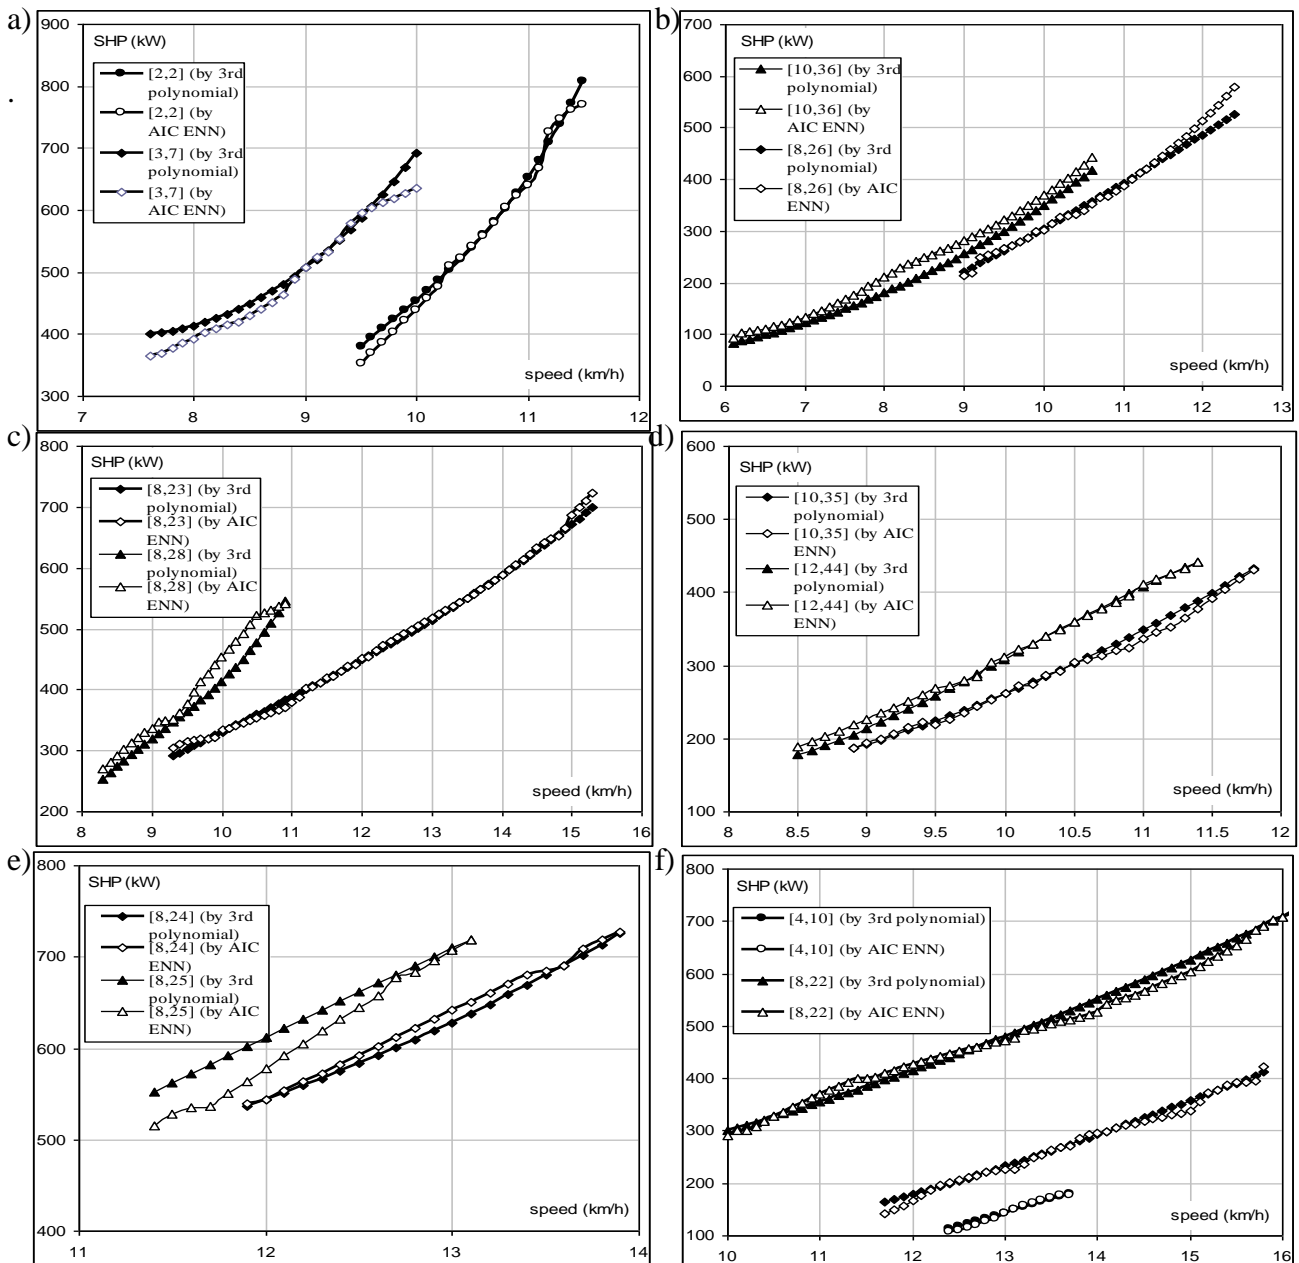 a)
900
800
700
600
500
400
300
SHP (kW)
[2,2] (by 3rd
polynomial)
[2,2] (by
AIC ENN)
[3,7] (by 3rd
polynomial)
[3,7] (by
AIC ENN)
speed (km/h)
7 8 9 10 11 12
.
b)
700
600
500
400
300
200
100
0
SHP (kW)
[10,36] (by 3rd
polynomial)
[10,36] (by
AIC ENN)
[8,26] (by 3rd
polynomial)
[8,26] (by AIC
ENN)
speed (km/h)
6 7 8 9 10 11 12 13
c)
800
700
600
500
400
300
200
SHP (kW)
[8,23] (by 3rd
polynomial)
[8,23] (by AIC
ENN)
[8,28] (by 3rd
polynomial)
[8,28] (by AIC
ENN)
speed (km/h)
8 9 10 11 12 13 14 15 16
d)
600
500
400
300
200
100
SHP (kW)
[10,35] (by 3rd
polynomial)
[10,35] (by AIC
ENN)
[12,44] (by 3rd
polynomial)
[12,44] (by AIC
ENN)
speed (km/h)
8 8.5 9 9.5 10 10.5 11 11.5 12
e)
800
700
600
500
400
SHP (kW)
[8,24] (by 3rd
polynomial)
[8,24] (by AIC
ENN)
[8,25] (by 3rd
polynomial)
[8,25] (by AIC
ENN)
speed (km/h)
11 12 13 14
f)
800
700
600
500
400
300
200
100
SHP (kW)
[4,10] (by 3rd polynomial)
[4,10] (by AIC ENN)
[8,22] (by 3rd polynomial)
[8,22] (by AIC ENN)
speed (km/h)
10 11 12 13 14 15 16